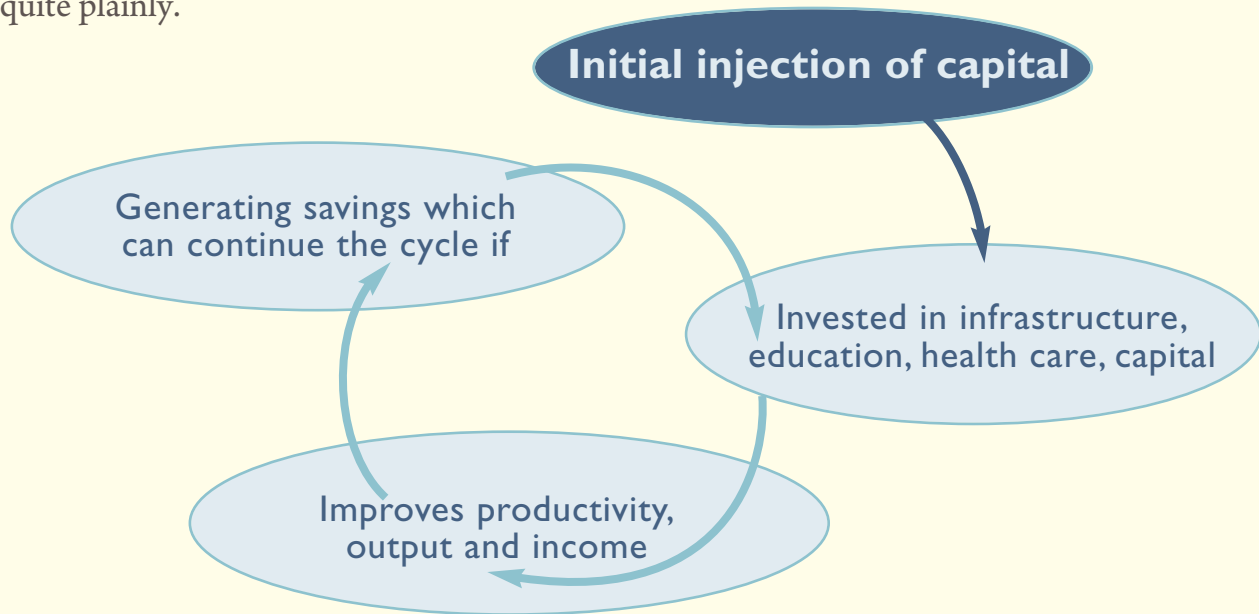 quite plainly.
Initial injection of capital
Generating savings which
can continue the cycle if
Invested in infrastructure,
education, health care, capital
Improves productivity,
output and income